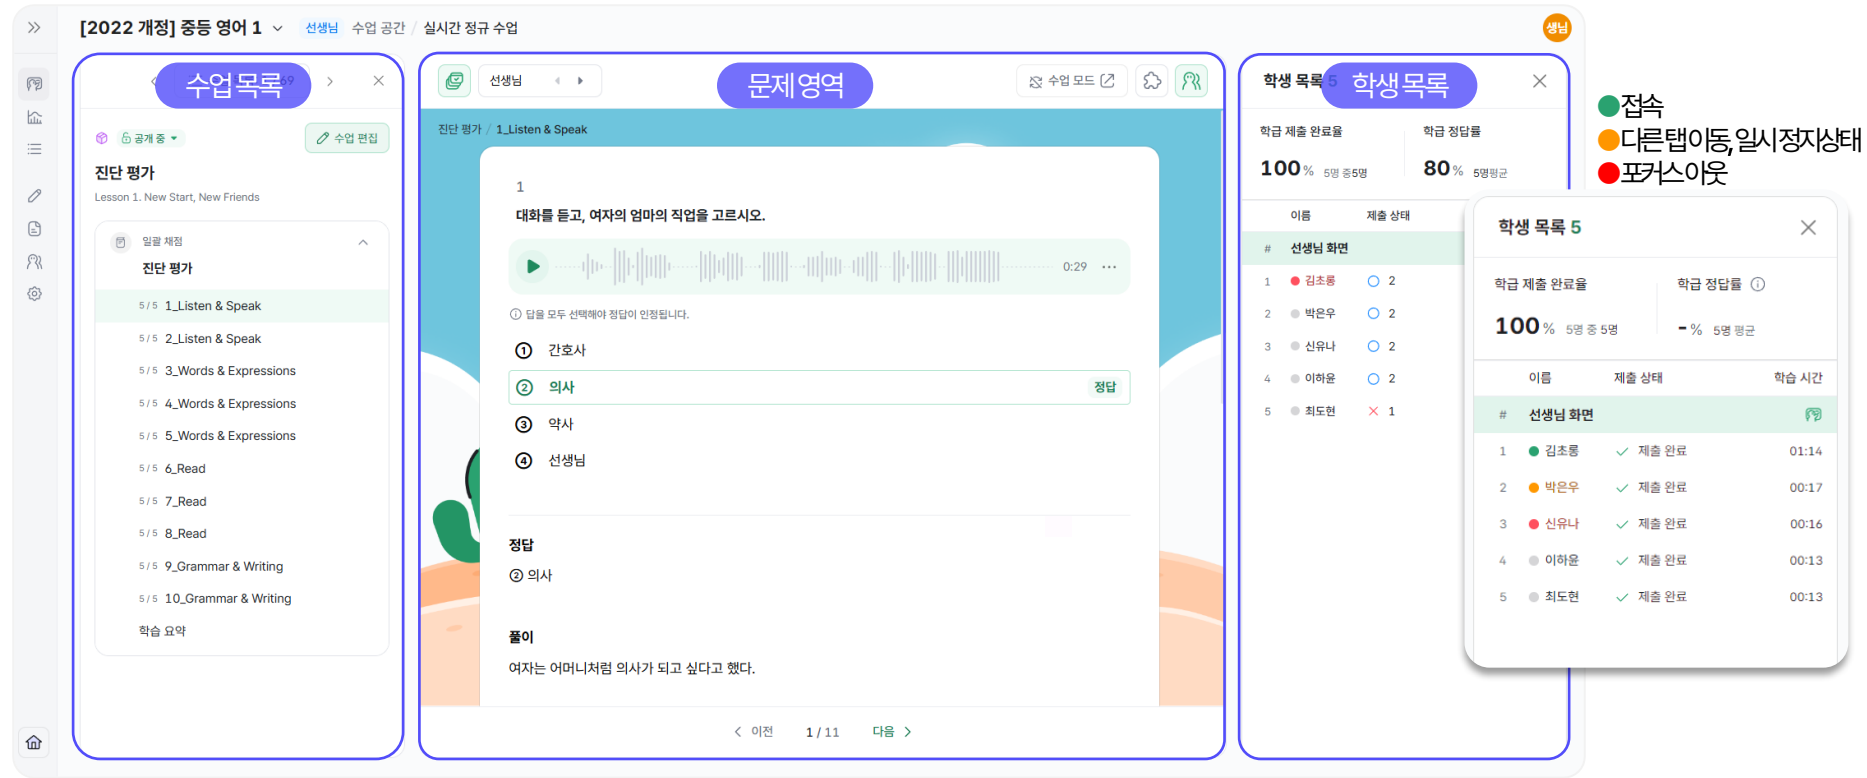 [2022 개정] 중등 영어 1
선생님 수업 공간 / 실시간 정규 수업
생님
수업 목록
69
공개 중
수업 편집
진단 평가
Lesson 1. New Start, New Friends
일괄 채점
진단 평가
5 / 5 1_Listen & Speak
5 / 5 2_Listen & Speak
5 / 5 3_Words & Expressions
5 / 5 4_Words & Expressions
5 / 5 5_Words & Expressions
5 / 5 6_Read
5 / 5 7_Read
5 / 5 8_Read
5 / 5 9_Grammar & Writing
5 / 5 10_Grammar & Writing
학습 요약
선생님
문제 영역
수업 모드
진단 평가 / 1_Listen & Speak
1
대화를 듣고, 여자의 엄마의 직업을 고르시오.
0:29
답을 모두 선택해야 정답이 인정됩니다.
① 간호사
② 의사 정답
③ 약사
④ 선생님
정답
② 의사
풀이
여자는 어머니처럼 의사가 되고 싶다고 했다.
이전 1 / 11 다음
학생 목록 5
학생 목록
학급 제출 완료율 학급 정답률
100 % 5명 중5명 80 % 5명평균
이름 제출 상태
# 선생님 화면
1 김초롱 2
2 박은우 2
3 신유나 2
4 이하윤 2
5 최도현 1
접속
다른 탭 이동, 일시 정지상태
포커스 아웃
학생 목록 5
학급 제출 완료율 학급 정답률
100 % 5명 중 5명 - % 5명 평균
이름 제출 상태 학습 시간
# 선생님 화면
1 김초롱 제출 완료 01:14
2 박은우 제출 완료 00:17
3 신유나 제출 완료 00:16
4 이하윤 제출 완료 00:13
5 최도현 제출 완료 00:13